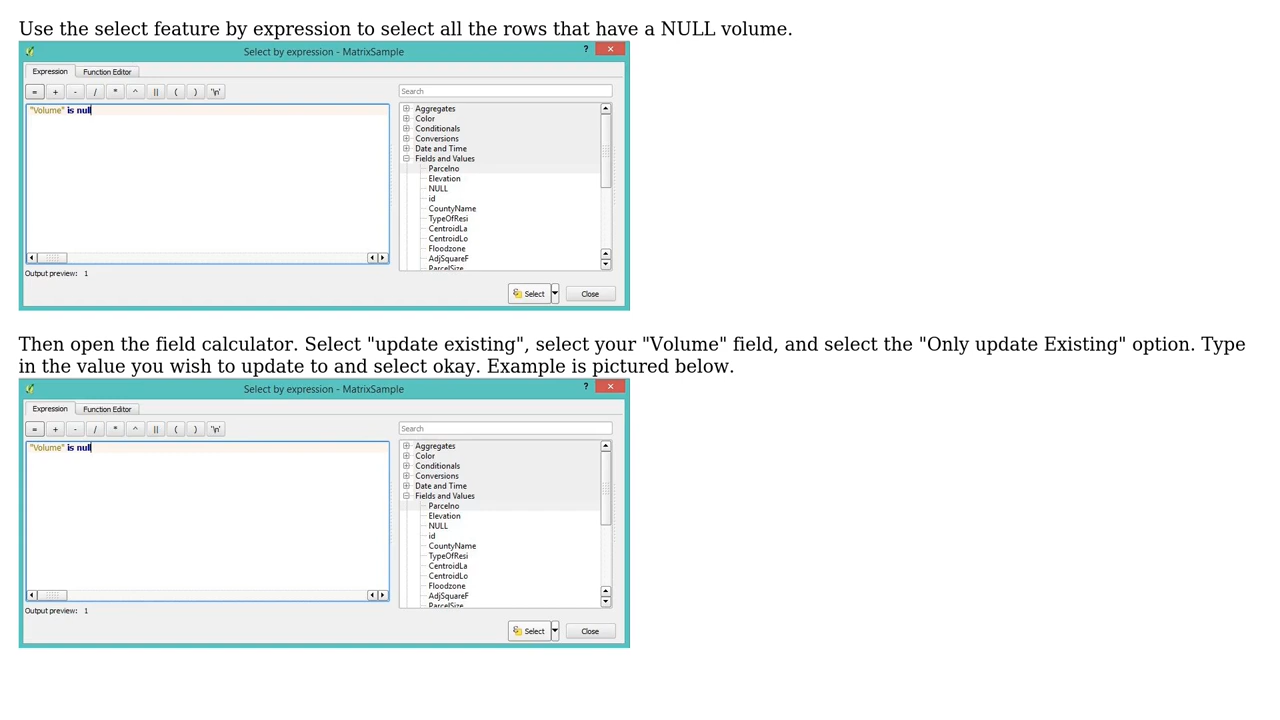 Use the select feature by expression to select all the rows that have a NULL volume.
Select by expression - MatrixSample
?
Expression Function Editor
= + - / * ^ || ( ) '\n'
Search
"Volume" is null
Aggregates
Color
Conditionals
Conversions
Date and Time
Fields and Values
Parcelno
Elevation
NULL
id
CountyName
TypeOfResi
CentroidLa
CentroidLo
Floodzone
AdjSquareF
ParcelSize
Output preview: 1
Select Close
Then open the field calculator. Select "update existing", select your "Volume" field, and select the "Only update Existing" option. Type
in the value you wish to update to and select okay. Example is pictured below.
Select by expression - MatrixSample
?
Expression Function Editor
= + - / * ^ || ( ) '\n'
Search
"Volume" is null
Aggregates
Color
Conditionals
Conversions
Date and Time
Fields and Values
Parcelno
Elevation
NULL
id
CountyName
TypeOfResi
CentroidLa
CentroidLo
Floodzone
AdjSquareF
ParcelSize
Output preview: 1
Select Close